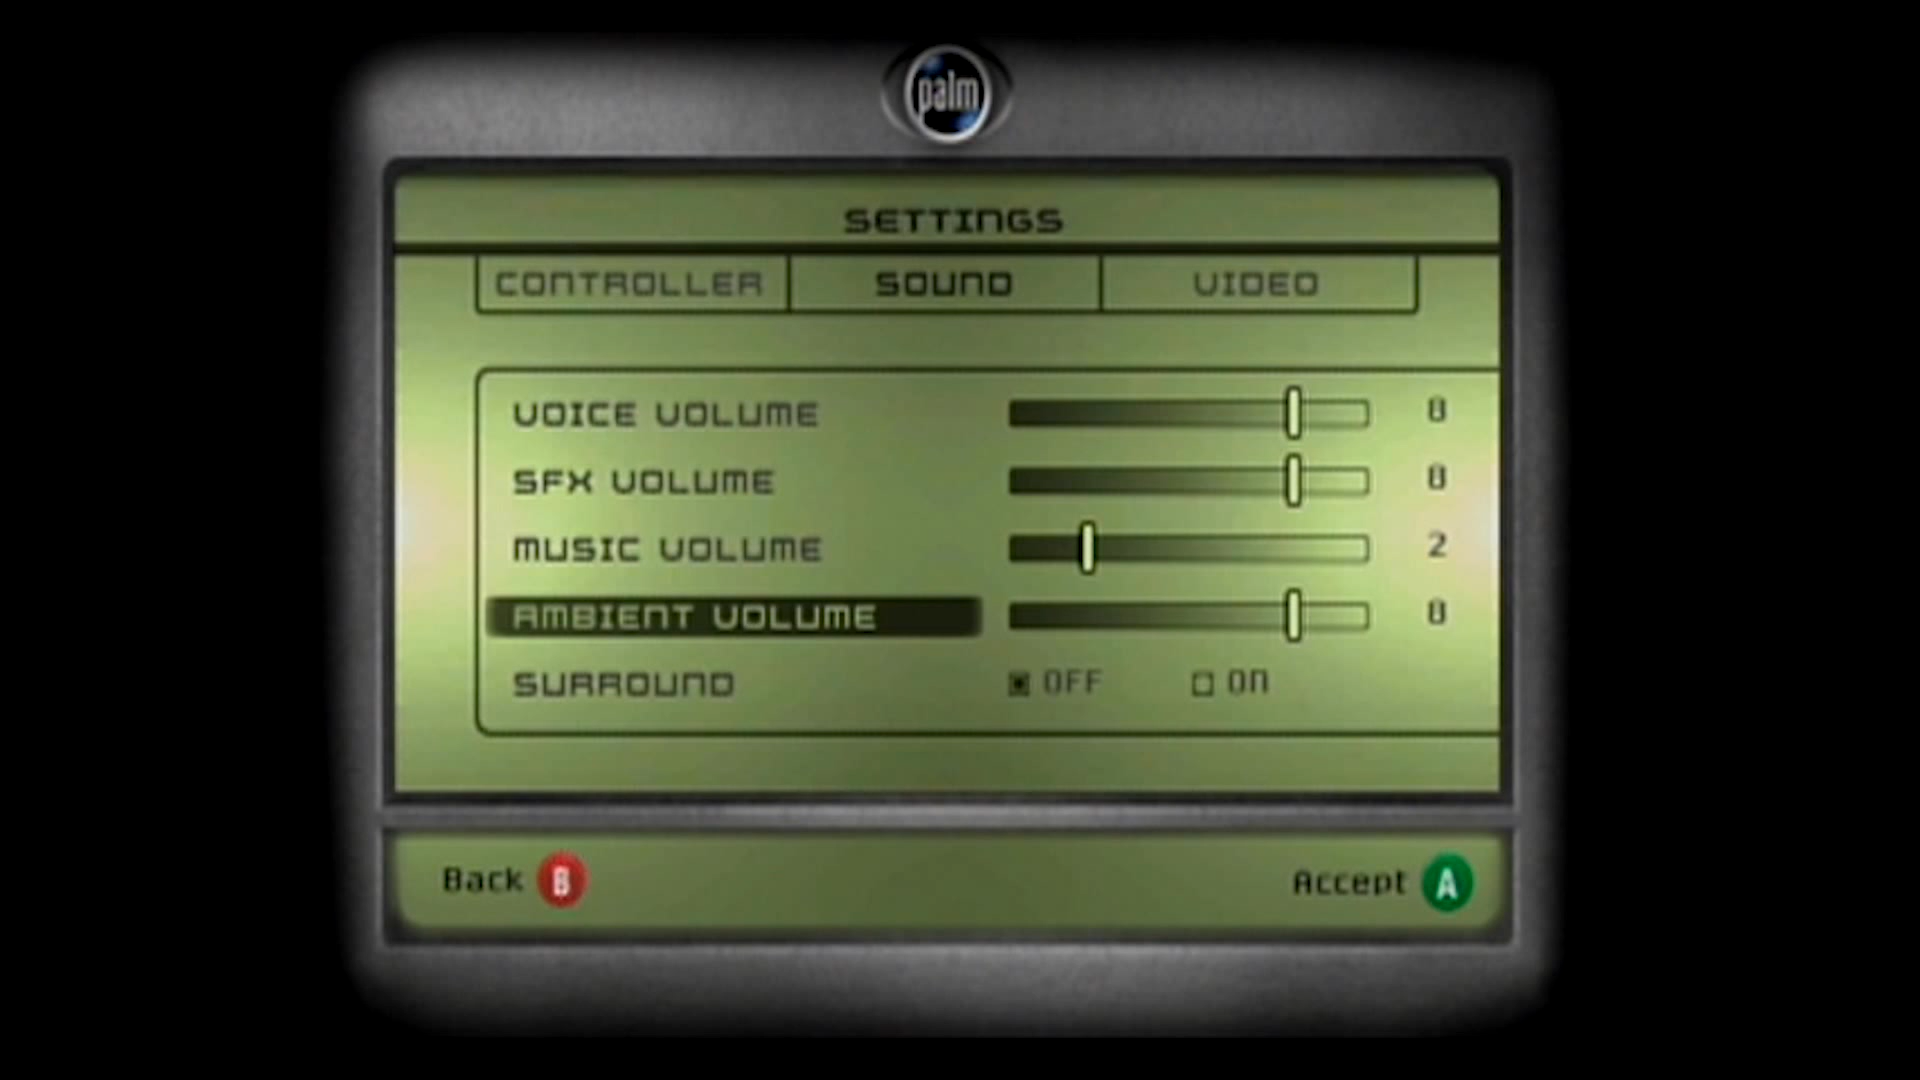 palm
SETTINGS
CONTROLLER SOUND VIDEO
VOICE VOLUME 8
SFX VOLUME 8
MUSIC VOLUME 2
AMBIENT VOLUME 8
SURROUND OFF ON
Back B Accept A